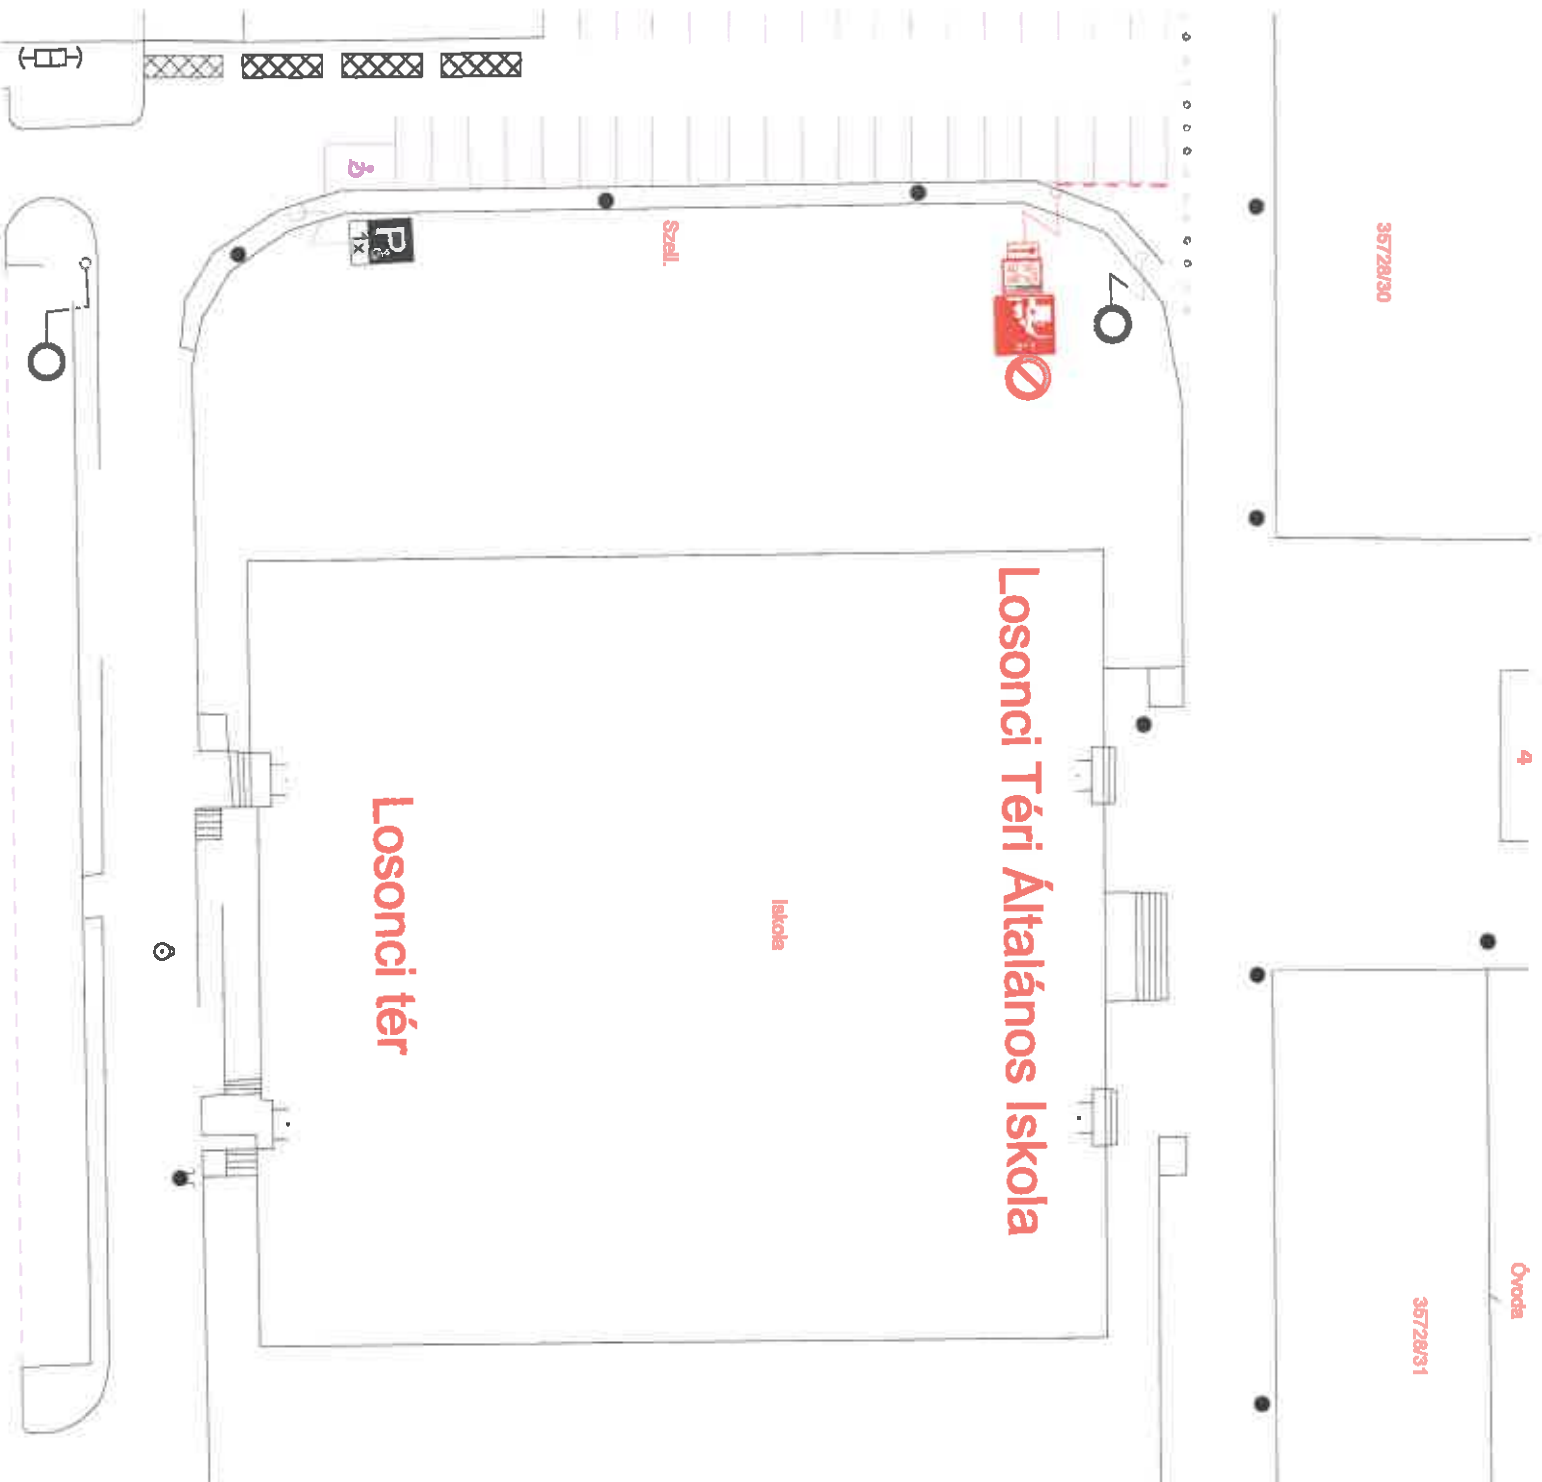 35728/30
4
Szell.
P
1x
Losonci Téri Általános Iskola
Iskola
Losonci tér
Óvoda
35728/31